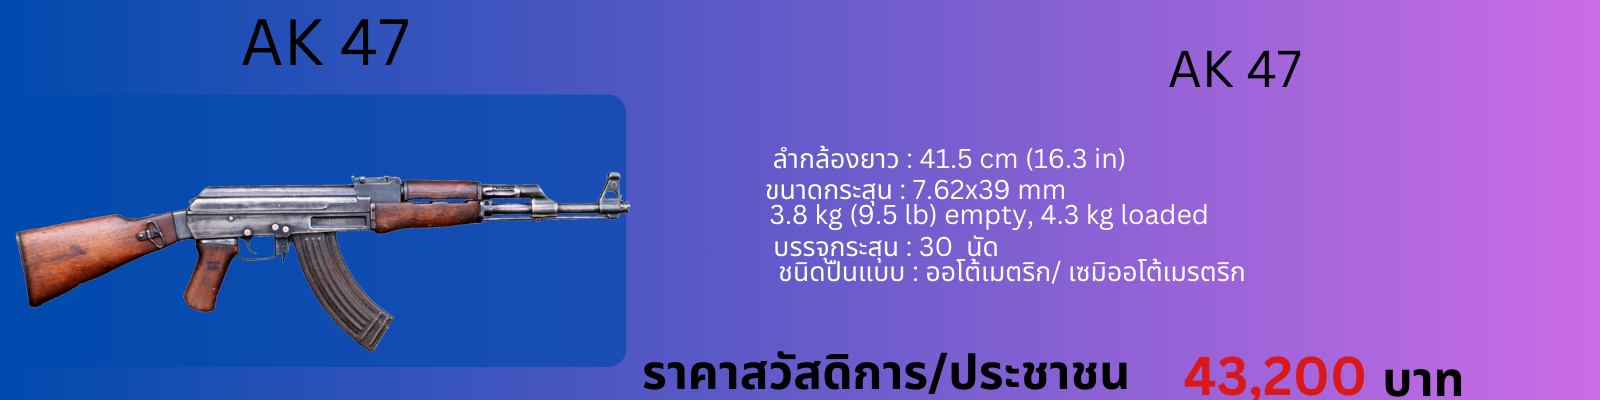 AK 47
AK 47
ลำกล้องยาว : 41.5 cm (16.3 in)
ขนาดกระสุน : 7.62x39 mm
3.8 kg (9.5 lb) empty, 4.3 kg loaded
บรรจุกระสุน : 30 นัด
ชนิดปืนแบบ : ออโต้เมตริก/ เซมิออโต้เมรตริก
ราคาสวัสดิการ/ประชาชน 43,200 บาท